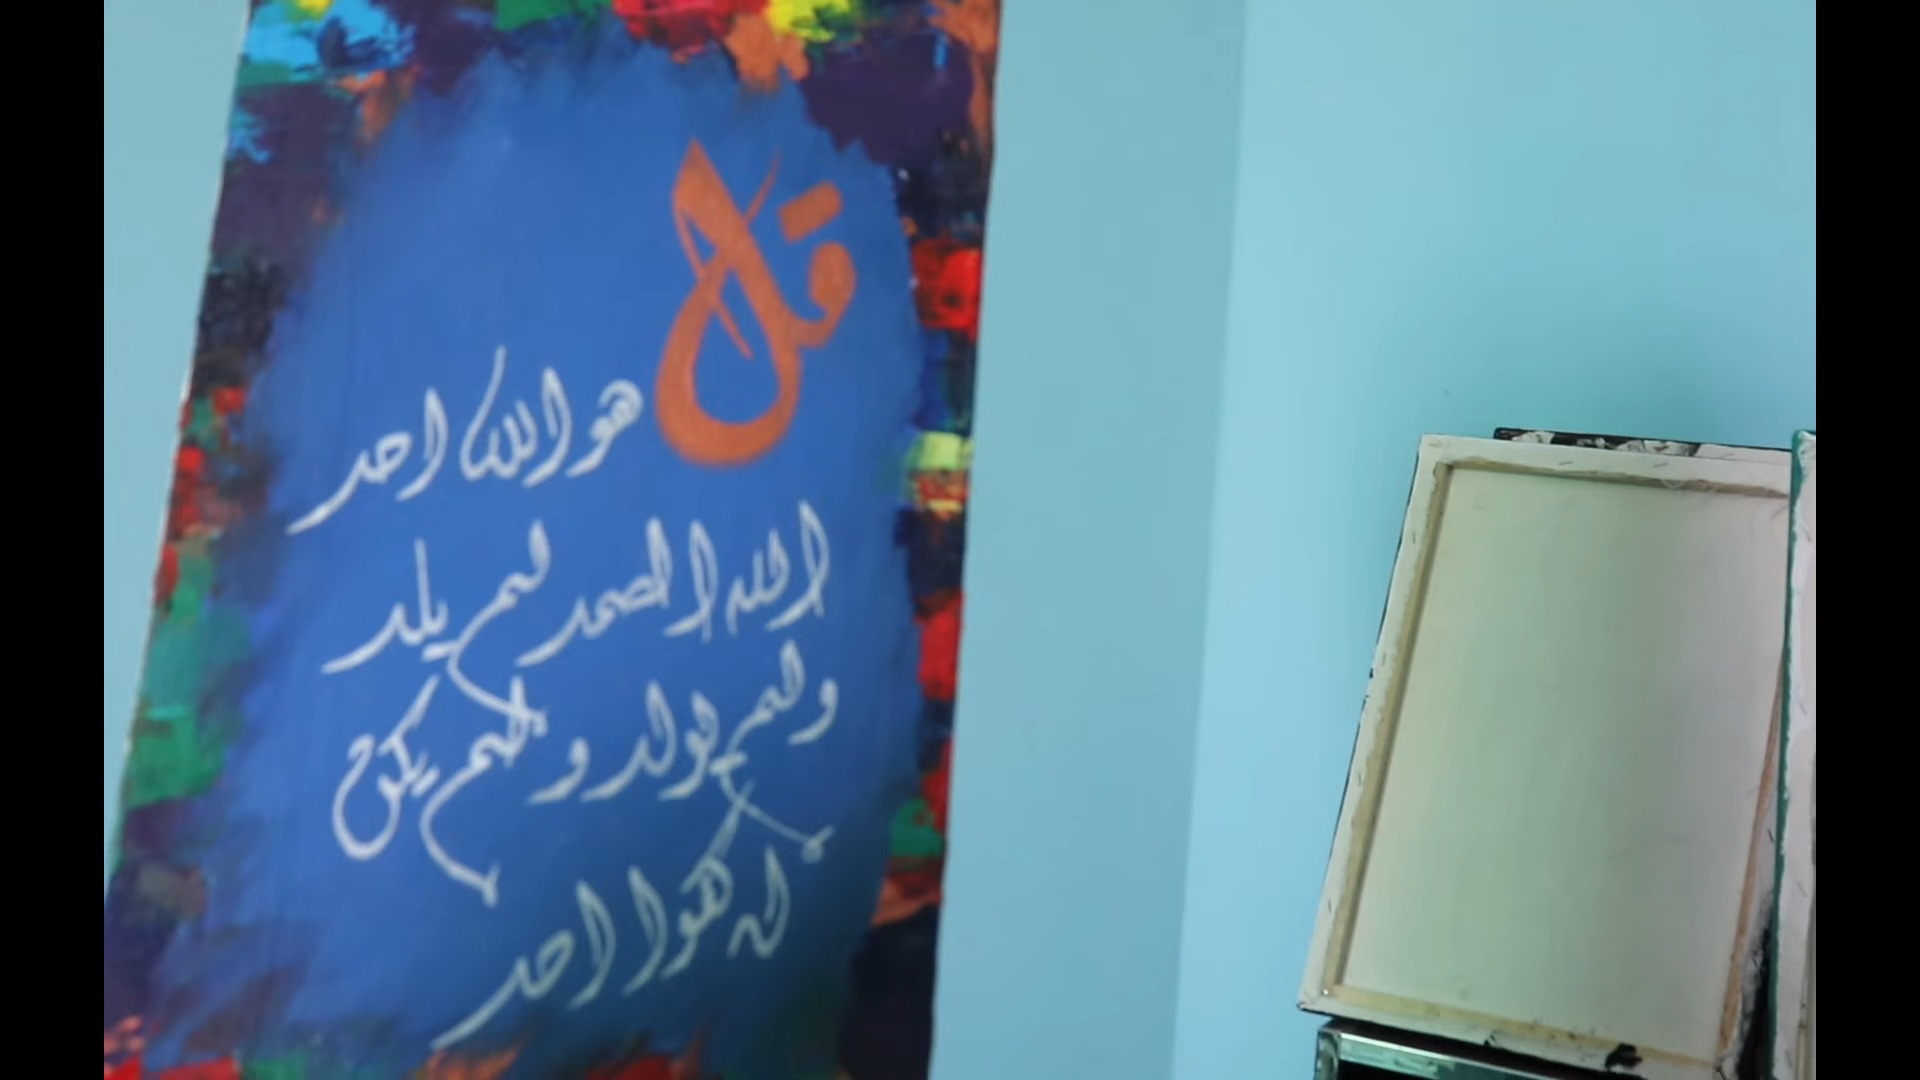 قل هو الله احد
الله الصمد لم يلد
ولم يولد ولم يكن
له كفوا احد